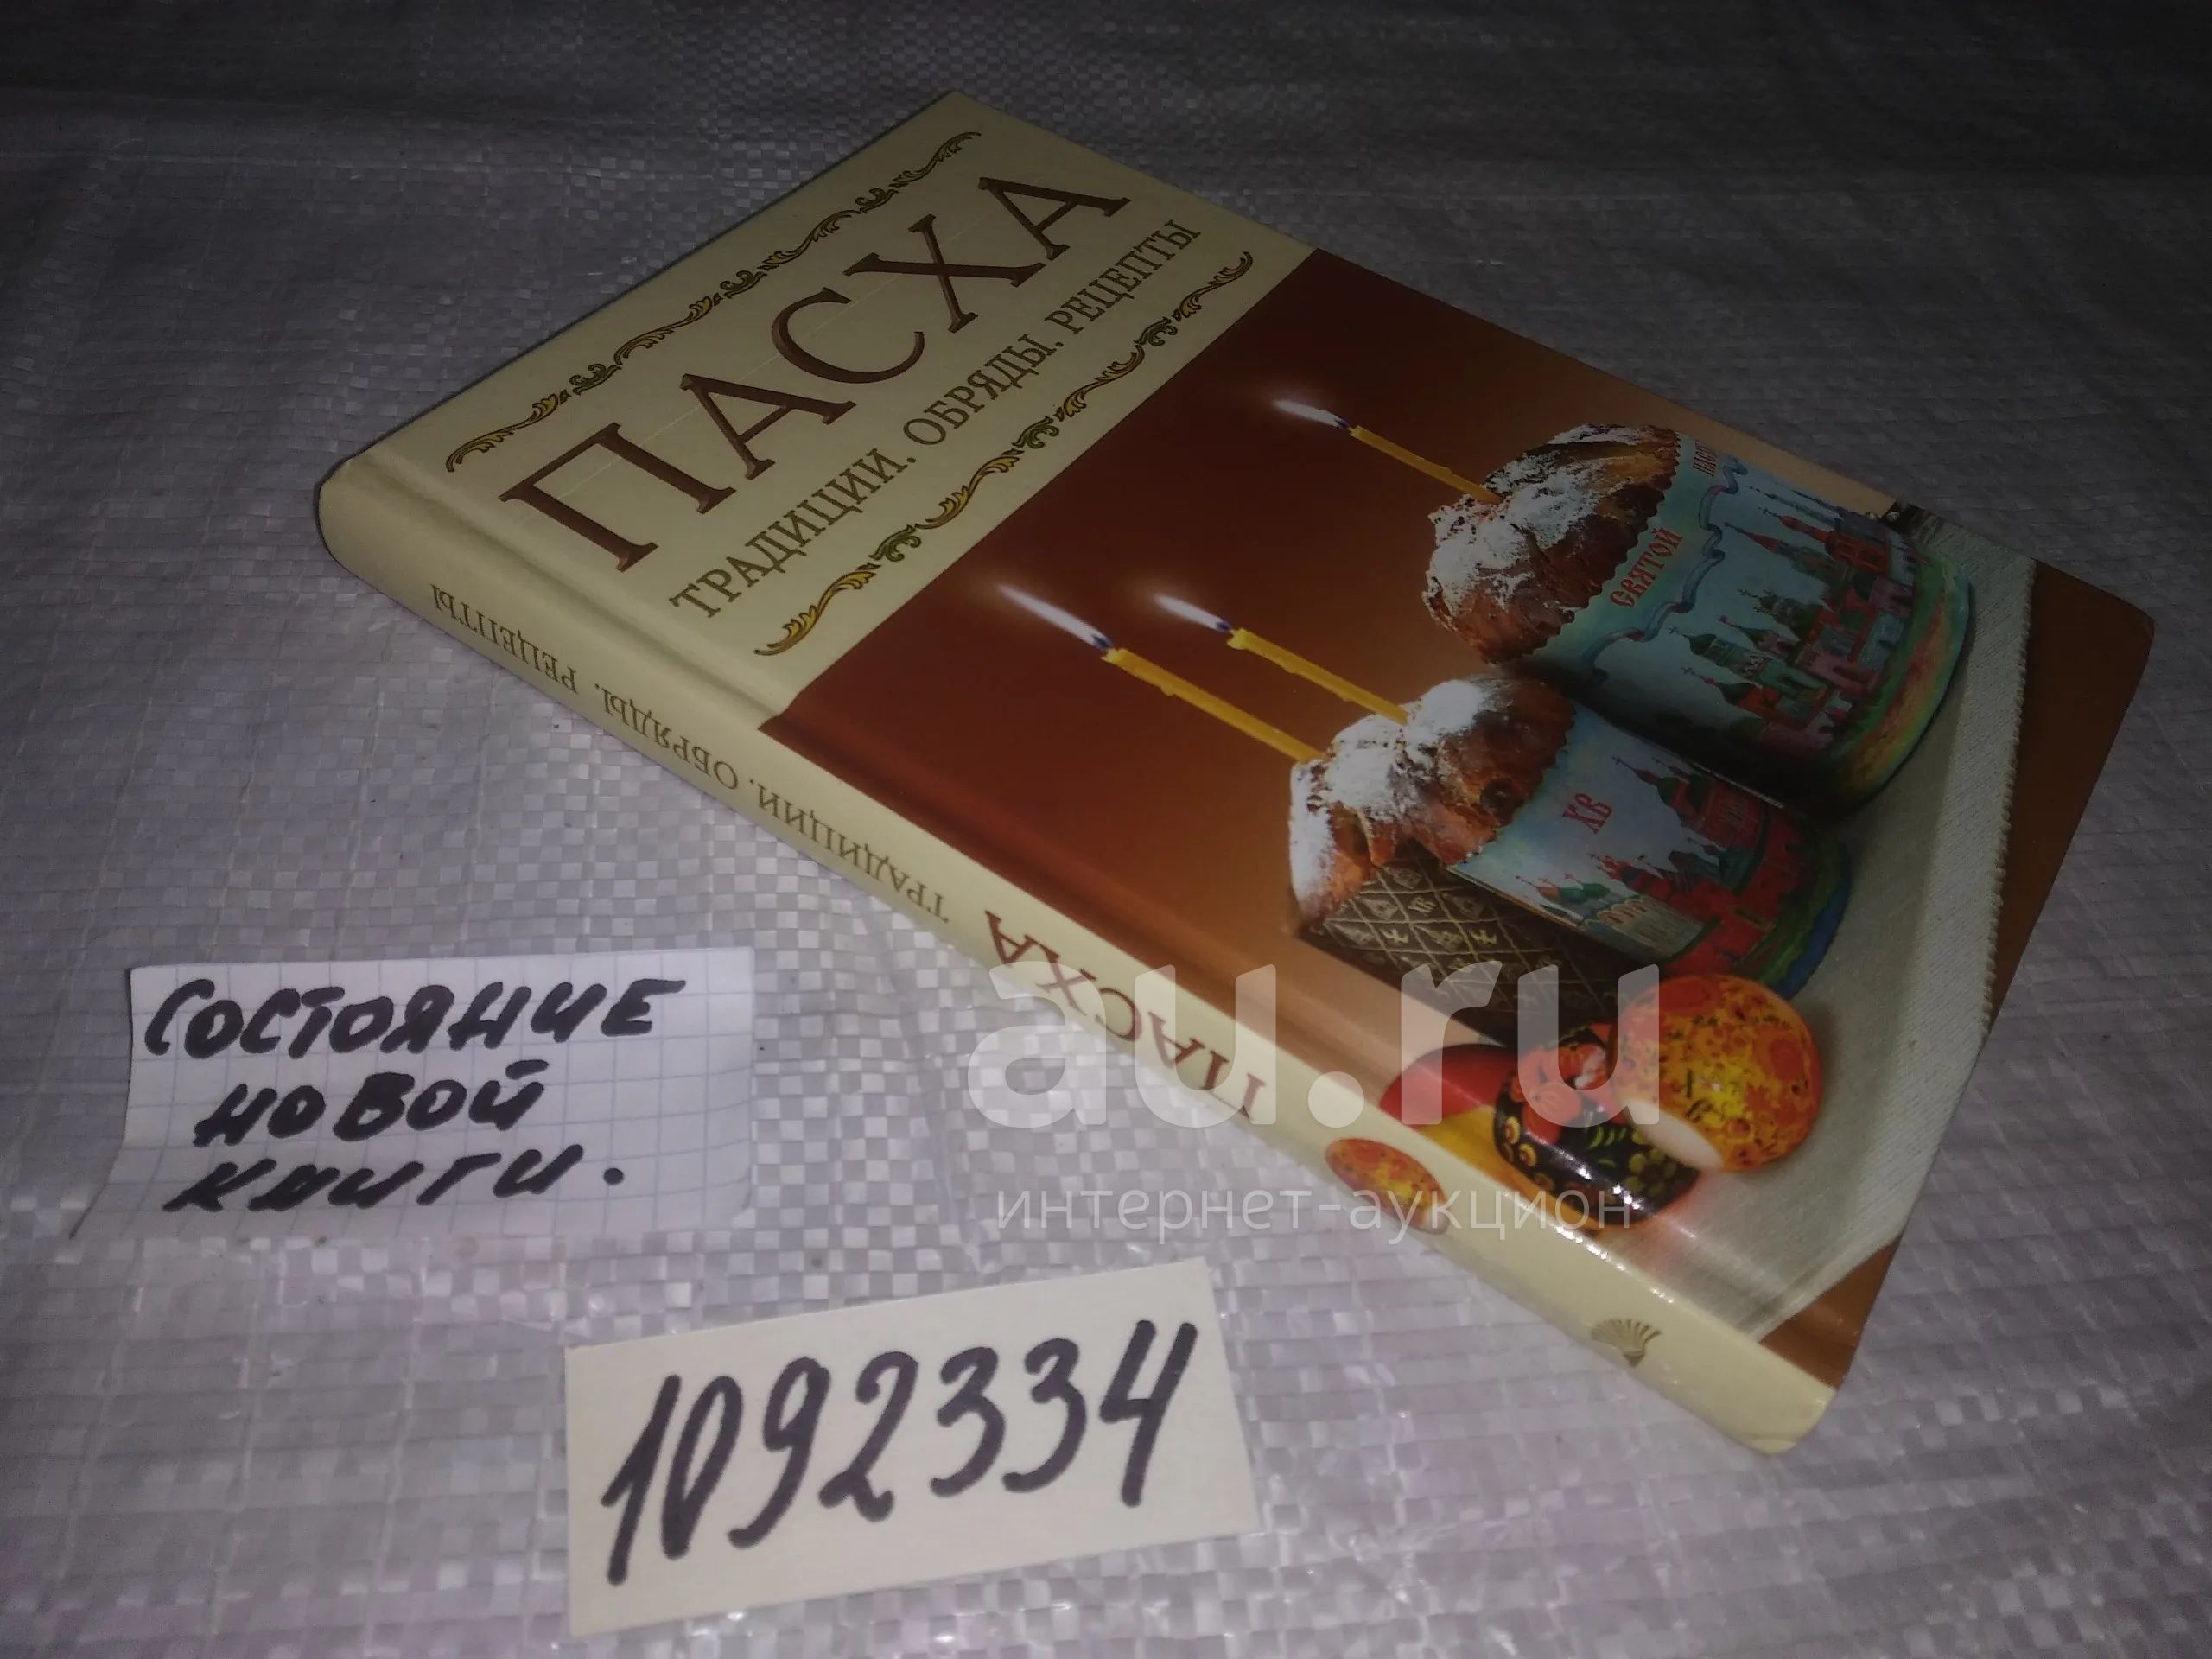 ПАСХА
ТРАДИЦИИ. ОБРЯДЫ. РЕЦЕПТЫ
СВЯТОЙ
ХВ
ПАСХА
ТРАДИЦИИ. ОБРЯДЫ. РЕЦЕПТЫ
au.ru
интернет-аукцион
СОСТОЯНИЕ
НОВОЙ
КНИГИ.
1092334